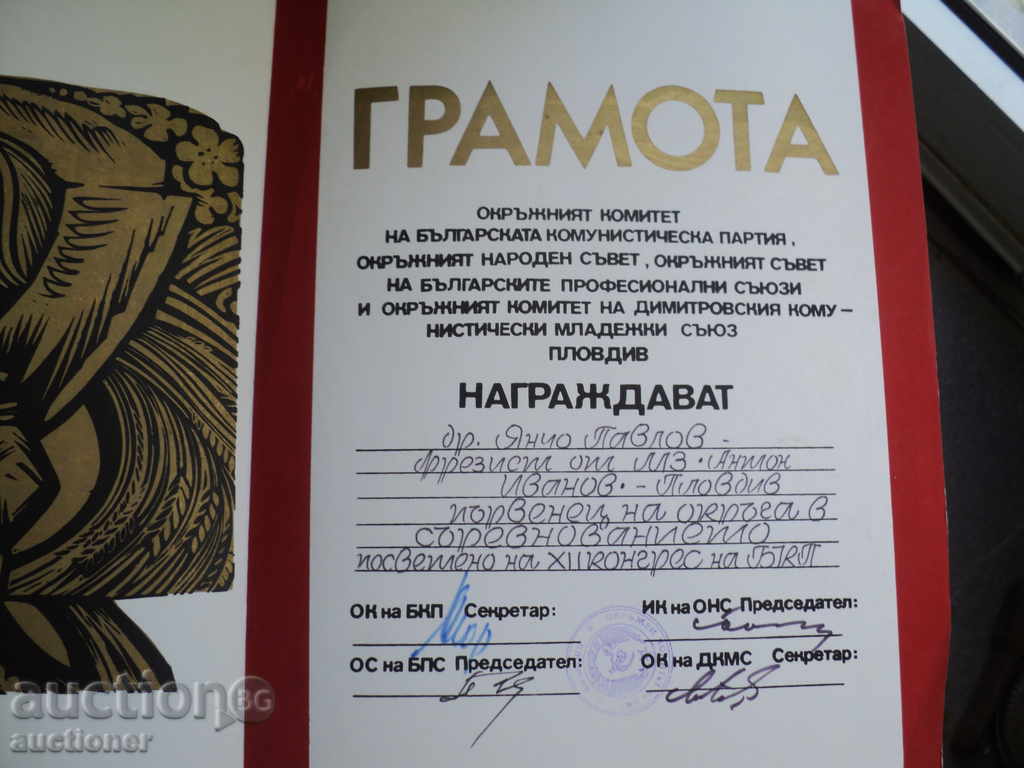 ГРАМОТА
ОКРЪЖНИЯТ КОМИТЕТ
НА БЪЛГАРСКАТА КОМУНИСТИЧЕСКА ПАРТИЯ,
ОКРЪЖНИЯТ НАРОДЕН СЪВЕТ, ОКРЪЖНИЯТ СЪВЕТ
НА БЪЛГАРСКИТЕ ПРОФЕСИОНАЛНИ СЪЮЗИ
И ОКРЪЖНИЯТ КОМИТЕТ НА ДИМИТРОВСКИЯ КОМУ-
НИСТИЧЕСКИ МЛАДЕЖКИ СЪЮЗ
ПЛОВДИВ
НАГРАЖДАВАТ
др. Янчо Павлов -
фрезист от ММЗ "Антон
Иванов" - Пловдив
първенец на окръга в
съревнованието
посветено на XII конгрес на БКП
ОК на БКП Секретар: ИК на ОНС Председател:
ОС на БПС Председател: ОК на ДКМС Секретар:
auction BG
auctioner